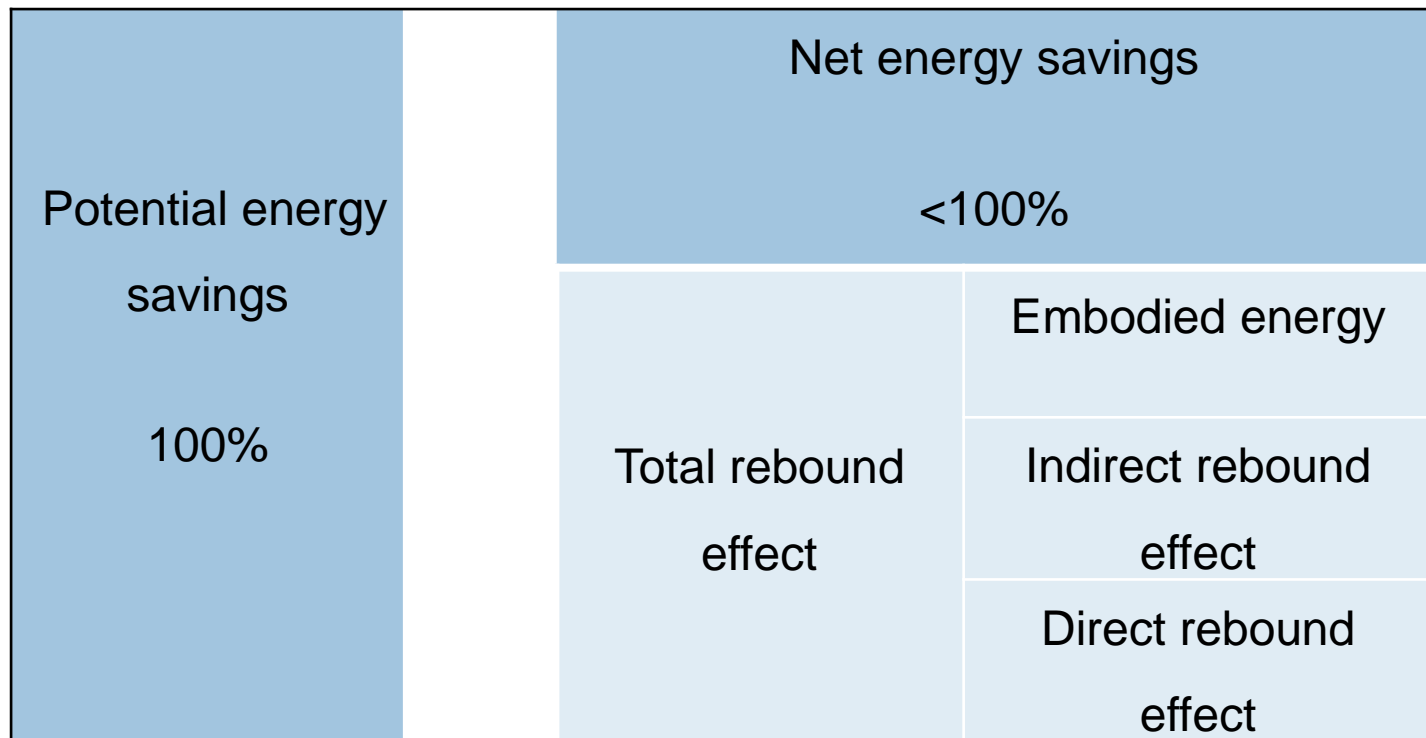 Potential energy
savings
100%
Net energy savings
<100%
Total rebound
effect
Embodied energy
Indirect rebound
effect
Direct rebound
effect